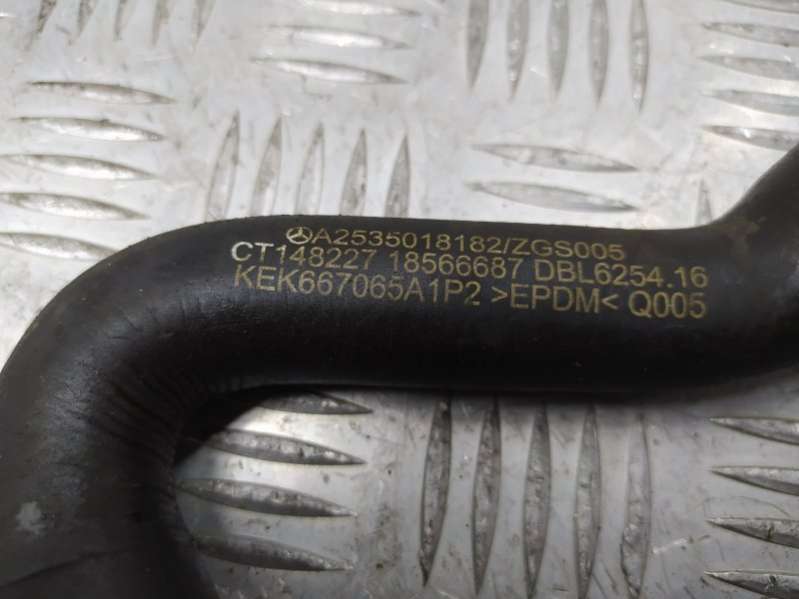 A2535018182/ZGS005
CT148227 18566687 DBL6254.16
KEK667065A1P2 >EPDM< Q005